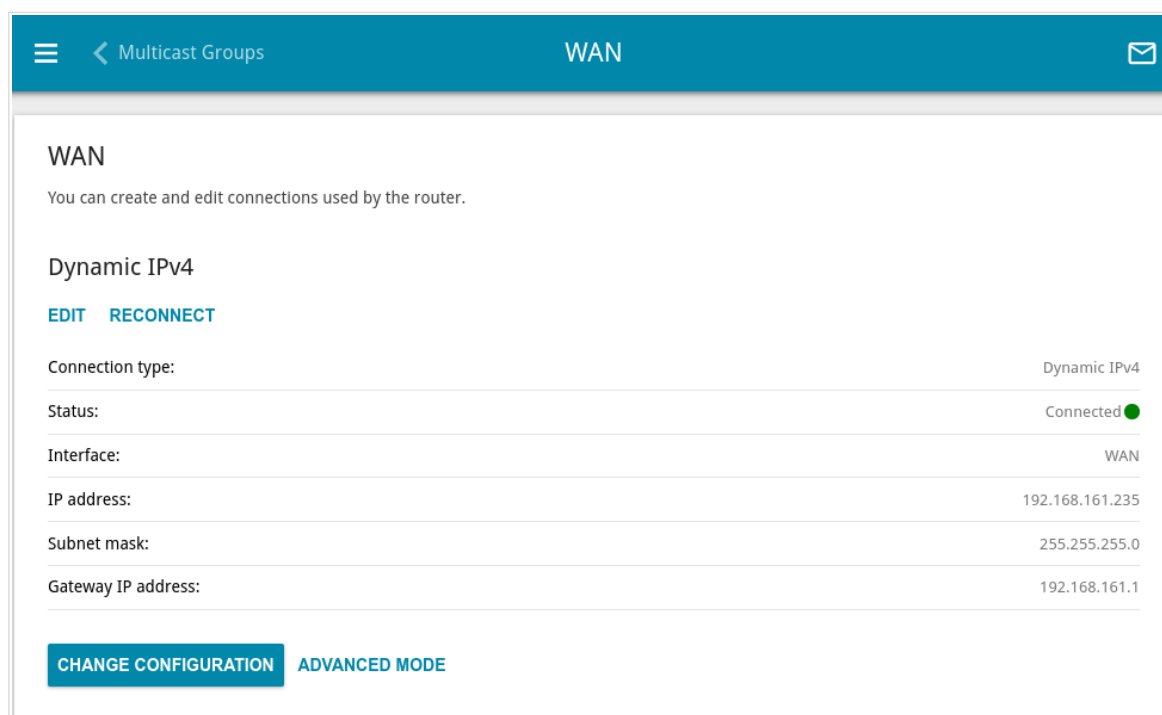 Multicast Groups WAN
WAN
You can create and edit connections used by the router.
Dynamic IPv4
EDIT RECONNECT
Connection type: Dynamic IPv4
Status: Connected
Interface: WAN
IP address: 192.168.161.235
Subnet mask: 255.255.255.0
Gateway IP address: 192.168.161.1
CHANGE CONFIGURATION ADVANCED MODE